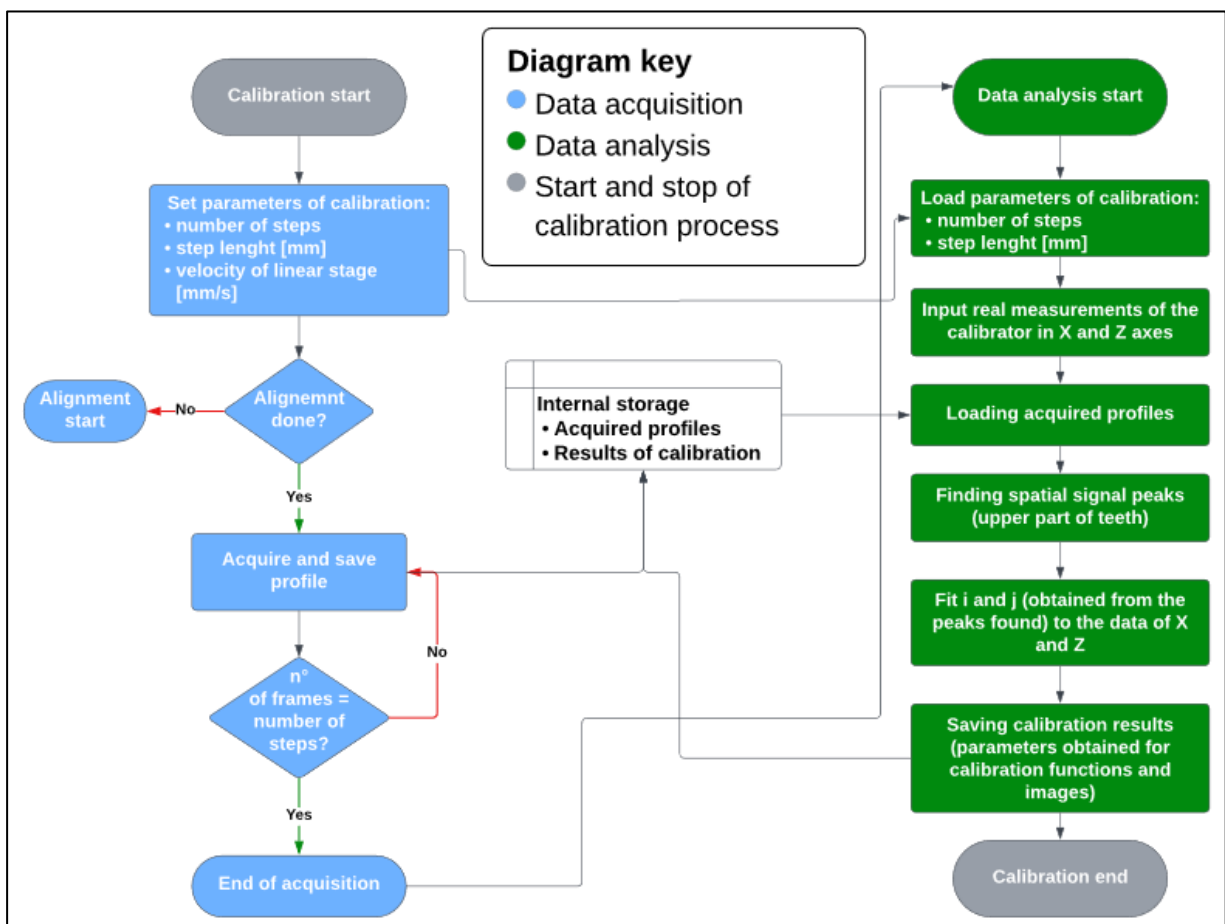 Calibration start
Set parameters of calibration:
• number of steps
• step lenght [mm]
• velocity of linear stage
[mm/s]
Alignemnt
done?
No
Alignment
start
Yes
Acquire and save
profile
No
n°
of frames =
number of
steps?
Yes
End of acquisition
Diagram key
Data acquisition
Data analysis
Start and stop of
calibration process
Internal storage
• Acquired profiles
• Results of calibration
Data analysis start
Load parameters of calibration:
• number of steps
• step lenght [mm]
Input real measurements of the
calibrator in X and Z axes
Loading acquired profiles
Finding spatial signal peaks
(upper part of teeth)
Fit i and j (obtained from the
peaks found) to the data of X
and Z
Saving calibration results
(parameters obtained for
calibration functions and
images)
Calibration end